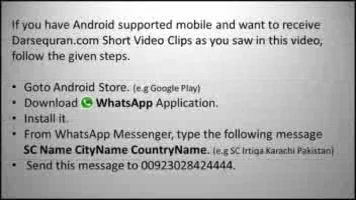 If you have Android supported mobile and want to receive
Darsequran.com Short Video Clips as you saw in this video,
follow the given steps.
• Goto Android Store. (e.g Google Play)
• Download WhatsApp Application.
• Install it.
• From WhatsApp Messenger, type the following message
SC Name CityName CountryName. (e.g SC Irtiqa Karachi Pakistan)
• Send this message to 00923028424444.